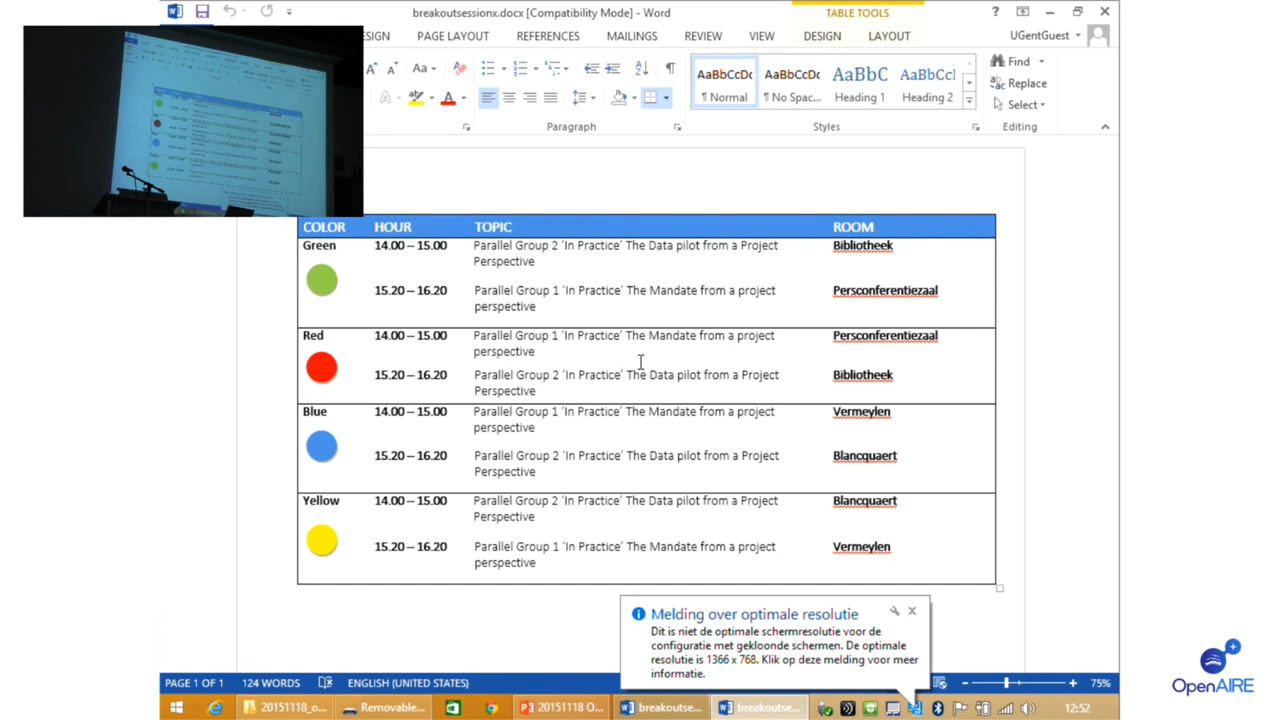 breakoutsessionx.docx [Compatibility Mode] - Word
TABLE TOOLS
SIGN PAGE LAYOUT REFERENCES MAILINGS REVIEW VIEW DESIGN LAYOUT UGentGuest
AaBbCcDc AaBbCcDc AaBbC AaBbCcl
¶ Normal ¶ No Spac... Heading 1 Heading 2
Find
Replace
Select
Paragraph Styles Editing
COLOR HOUR TOPIC ROOM
Green 14.00 – 15.00 Parallel Group 2 ‘In Practice’ The Data pilot from a Project Bibliotheek
Perspective
15.20 – 16.20 Parallel Group 1 ‘In Practice’ The Mandate from a project Persconferentiezaal
perspective
Red 14.00 – 15.00 Parallel Group 1 ‘In Practice’ The Mandate from a project Persconferentiezaal
perspective
15.20 – 16.20 Parallel Group 2 ‘In Practice’ The Data pilot from a Project Bibliotheek
Perspective
Blue 14.00 – 15.00 Parallel Group 1 ‘In Practice’ The Mandate from a project Vermeylen
perspective
15.20 – 16.20 Parallel Group 2 ‘In Practice’ The Data pilot from a Project Blancquaert
Perspective
Yellow 14.00 – 15.00 Parallel Group 2 ‘In Practice’ The Data pilot from a Project Blancquaert
Perspective
15.20 – 16.20 Parallel Group 1 ‘In Practice’ The Mandate from a project Vermeylen
perspective
Melding over optimale resolutie
Dit is niet de optimale schermresolutie voor de
configuratie met gekloonde schermen. De optimale
resolutie is 1366 x 768. Klik op deze melding voor meer
informatie.
PAGE 1 OF 1 124 WORDS ENGLISH (UNITED STATES) 75%
20151118_o... Removable... 20151118 O... breakoutse... breakoutse... 12:52
OpenAIRE